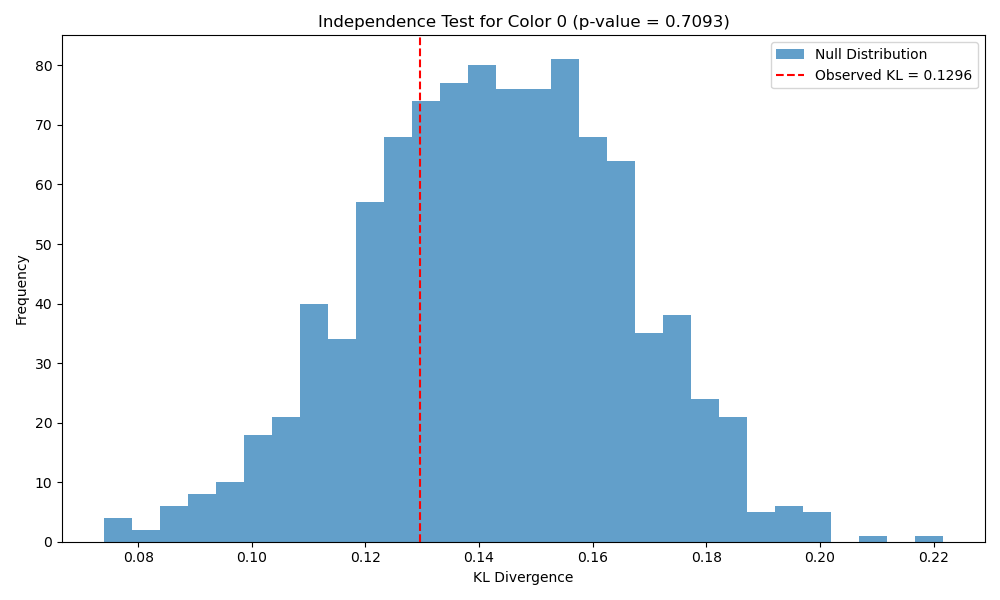 Independence Test for Color 0 (p-value = 0.7093)
Null Distribution
Observed KL = 0.1296
Frequency
80
70
60
50
40
30
20
10
0
0.08 0.10 0.12 0.14 0.16 0.18 0.20 0.22
KL Divergence